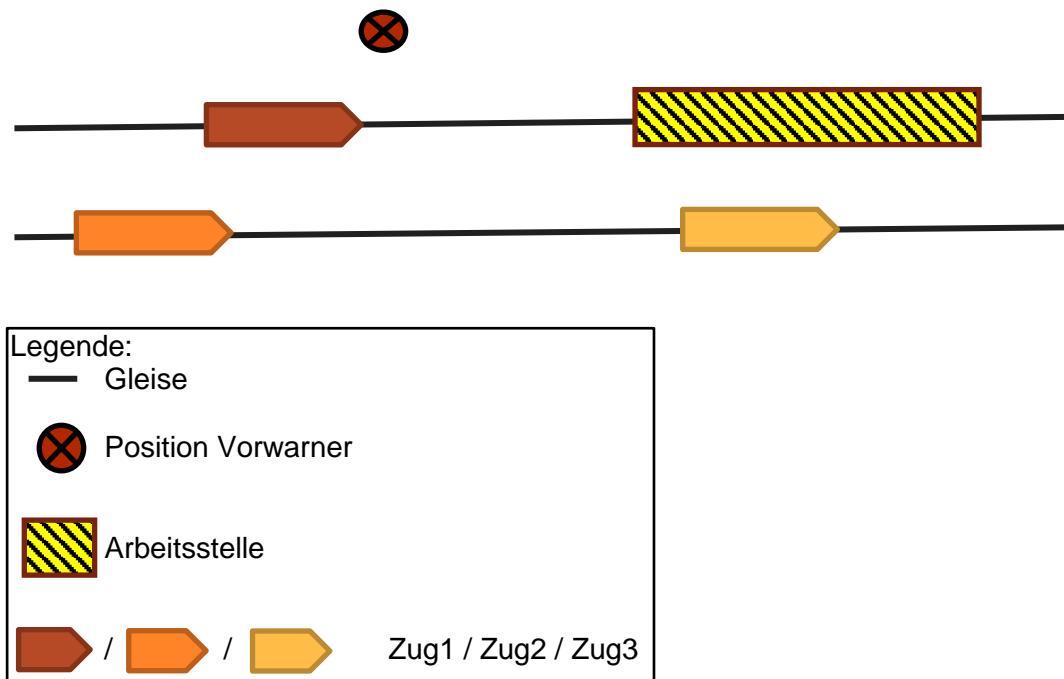 Legende:
Gleise
Position Vorwarner
Arbeitsstelle
/ / Zug1 / Zug2 / Zug3